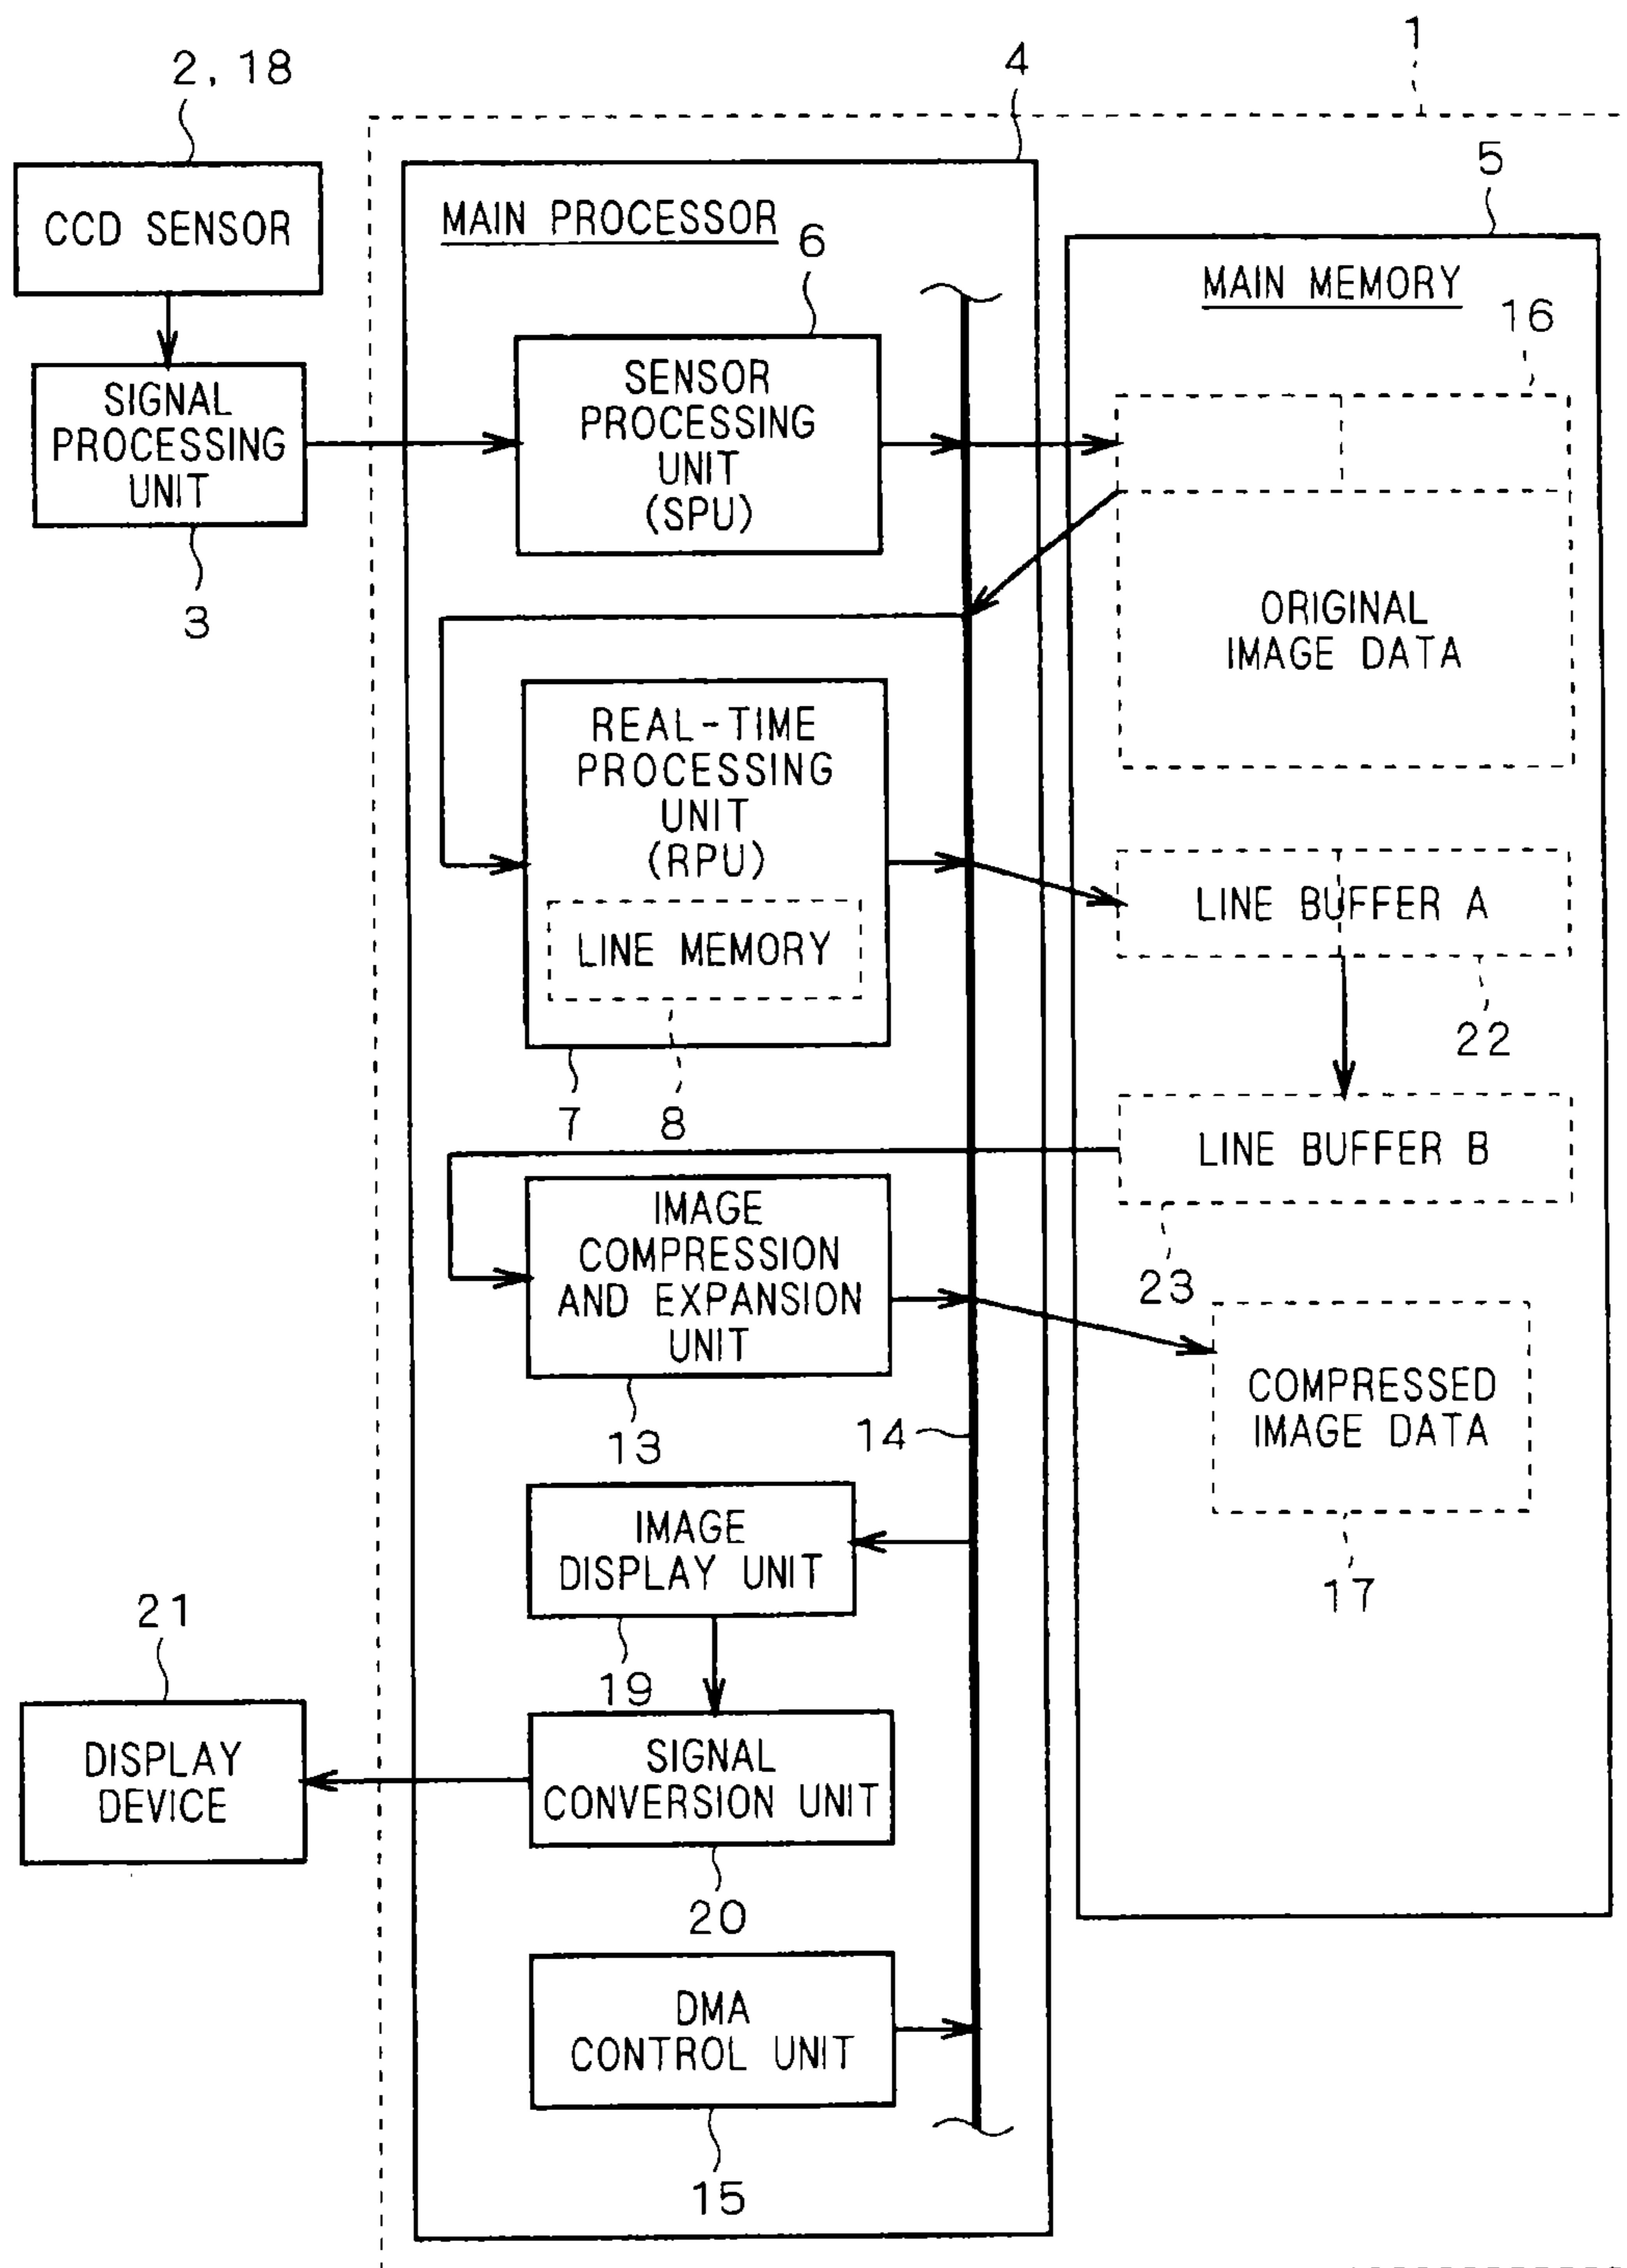 1
2, 18
4
CCD SENSOR
MAIN PROCESSOR
5
6
MAIN MEMORY
16
SIGNAL
PROCESSING
UNIT
3
SENSOR
PROCESSING
UNIT
(SPU)
ORIGINAL
IMAGE DATA
REAL-TIME
PROCESSING
UNIT
(RPU)
LINE MEMORY
7
8
LINE BUFFER A
22
LINE BUFFER B
23
IMAGE
COMPRESSION
AND EXPANSION
UNIT
13
14
COMPRESSED
IMAGE DATA
17
IMAGE
DISPLAY UNIT
19
21
DISPLAY
DEVICE
SIGNAL
CONVERSION UNIT
20
DMA
CONTROL UNIT
15